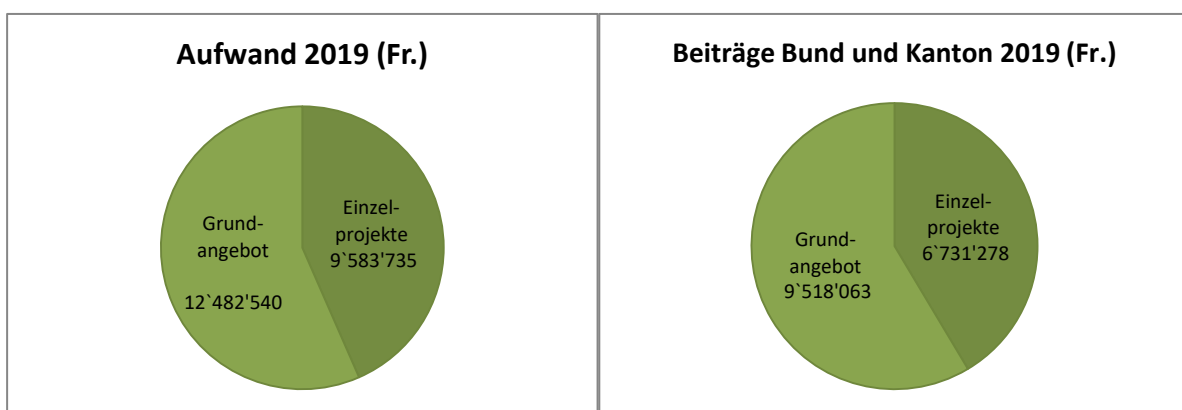 Aufwand 2019 (Fr.)
Grund-
angebot
12`482'540
Einzel-
projekte
9`583'735
Beiträge Bund und Kanton 2019 (Fr.)
Grund-
angebot
9`518'063
Einzel-
projekte
6`731'278